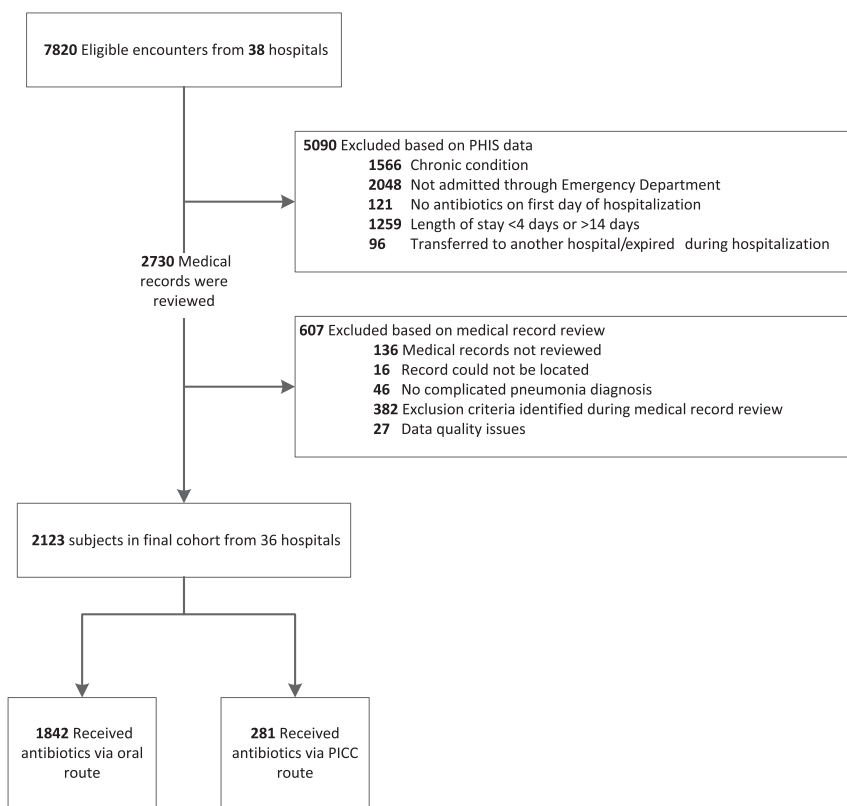 7820 Eligible encounters from 38 hospitals
5090 Excluded based on PHIS data
1566 Chronic condition
2048 Not admitted through Emergency Department
121 No antibiotics on first day of hospitalization
1259 Length of stay <4 days or >14 days
96 Transferred to another hospital/expired during hospitalization
2730 Medical
records were
reviewed
607 Excluded based on medical record review
136 Medical records not reviewed
16 Record could not be located
46 No complicated pneumonia diagnosis
382 Exclusion criteria identified during medical record review
27 Data quality issues
2123 subjects in final cohort from 36 hospitals
1842 Received
antibiotics via oral
route
281 Received
antibiotics via PICC
route